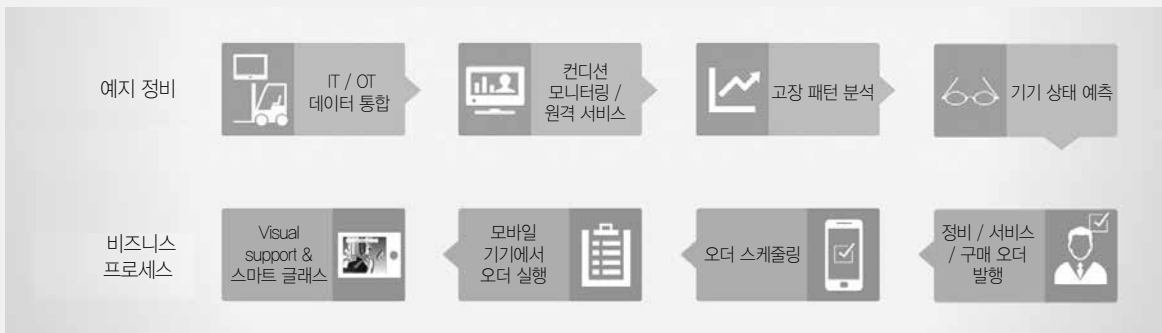 예지 정비
IT / OT
데이터 통합
컨디션
모니터링 /
원격 서비스
고장 패턴 분석
기기 상태 예측
비즈니스
프로세스
Visual
support &
스마트 글래스
모바일
기기에서
오더 실행
오더 스케줄링
정비 / 서비스
/ 구매 오더
발행